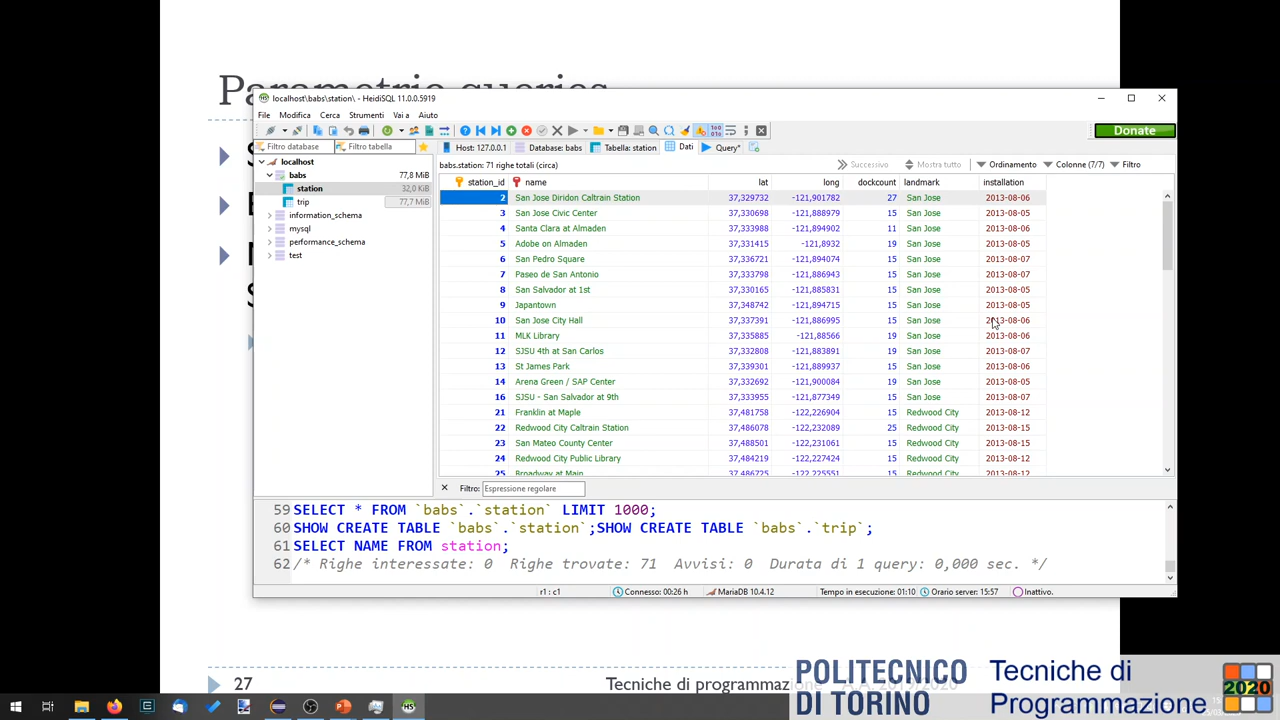 Parametric queries
localhost\babs\station\ - HeidiSQL 11.0.0.5919
File Modifica Cerca Strumenti Vai a Aiuto
Donate
Filtro database Filtro tabella Host: 127.0.0.1 Database: babs Tabella: station Dati Query*
localhost babs.station: 71 righe totali (circa) Successivo Mostra tutto Ordinamento Colonne (7/7) Filtro
babs 77,8 MiB
station 32,0 KiB
trip 77,7 MiB
information_schema
mysql
performance_schema
test
station_id name lat long dockcount landmark installation
2 San Jose Diridon Caltrain Station 37,329732 -121,901782 27 San Jose 2013-08-06
3 San Jose Civic Center 37,330698 -121,888979 15 San Jose 2013-08-05
4 Santa Clara at Almaden 37,333988 -121,894902 11 San Jose 2013-08-06
5 Adobe on Almaden 37,331415 -121,8932 19 San Jose 2013-08-05
6 San Pedro Square 37,336721 -121,894074 15 San Jose 2013-08-07
7 Paseo de San Antonio 37,333798 -121,886943 15 San Jose 2013-08-07
8 San Salvador at 1st 37,330165 -121,885831 15 San Jose 2013-08-05
9 Japantown 37,348742 -121,894715 15 San Jose 2013-08-05
10 San Jose City Hall 37,337391 -121,886995 15 San Jose 2013-08-06
11 MLK Library 37,335885 -121,88566 19 San Jose 2013-08-06
12 SJSU 4th at San Carlos 37,332808 -121,883891 19 San Jose 2013-08-07
13 St James Park 37,339301 -121,889937 15 San Jose 2013-08-06
14 Arena Green / SAP Center 37,332692 -121,900084 19 San Jose 2013-08-05
16 SJSU - San Salvador at 9th 37,333955 -121,877349 15 San Jose 2013-08-07
21 Franklin at Maple 37,481758 -122,226904 15 Redwood City 2013-08-12
22 Redwood City Caltrain Station 37,486078 -122,232089 25 Redwood City 2013-08-15
23 San Mateo County Center 37,488501 -122,231061 15 Redwood City 2013-08-15
24 Redwood City Public Library 37,484219 -122,227424 15 Redwood City 2013-08-12
25 Broadway at Main 37,486725 -122,225551 15 Redwood City 2013-08-12
Filtro: Espressione regolare
59 SELECT * FROM `babs`.`station` LIMIT 1000;
60 SHOW CREATE TABLE `babs`.`station`;SHOW CREATE TABLE `babs`.`trip`;
61 SELECT NAME FROM station;
62 /* Righe interessate: 0 Righe trovate: 71 Avvisi: 0 Durata di 1 query: 0,000 sec. */
r1 : c1 Connesso: 00:26 h MariaDB 10.4.12 Tempo in esecuzione: 01:10 Orario server: 15:57 Inattivo.
27 Tecniche di programmazione A.A. 2019/2020
POLITECNICO
DI TORINO
Tecniche di
Programmazione
2020